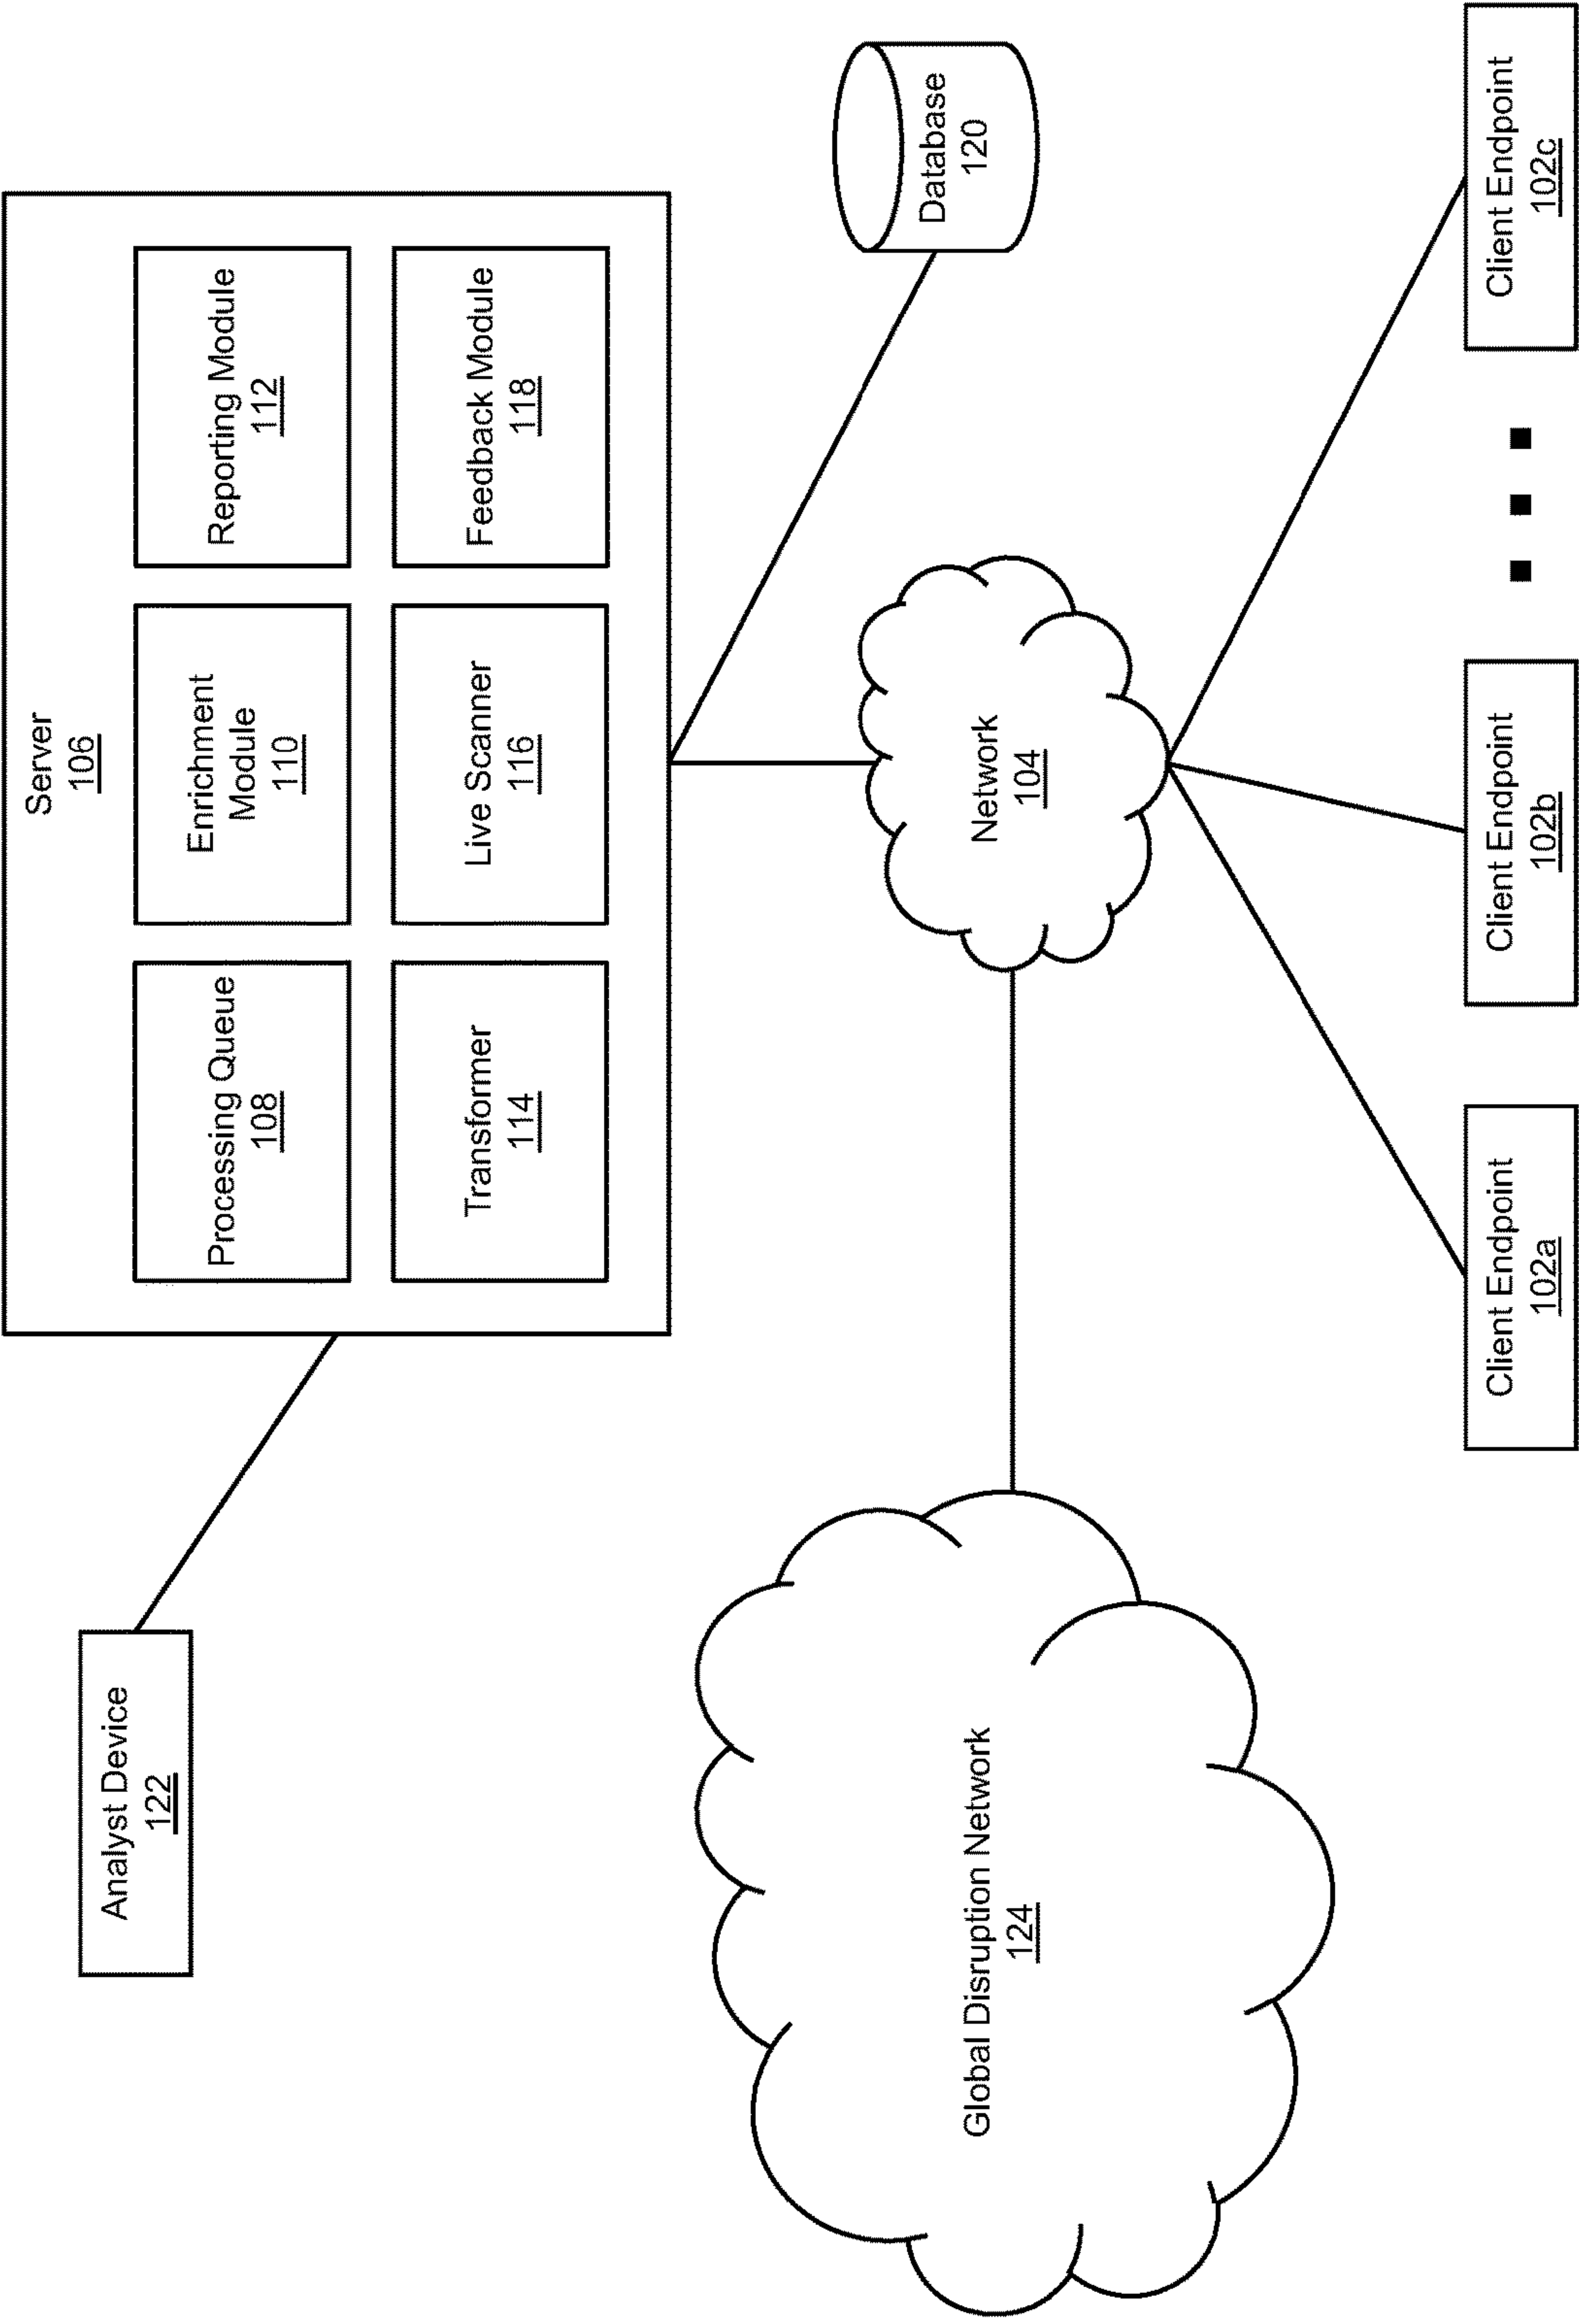 Server
106
Processing Queue
108
Enrichment
Module
110
Reporting Module
112
Transformer
114
Live Scanner
116
Feedback Module
118
Analyst Device
122
Database
120
Network
104
Global Disruption Network
124
Client Endpoint
102a
Client Endpoint
102b
Client Endpoint
102c